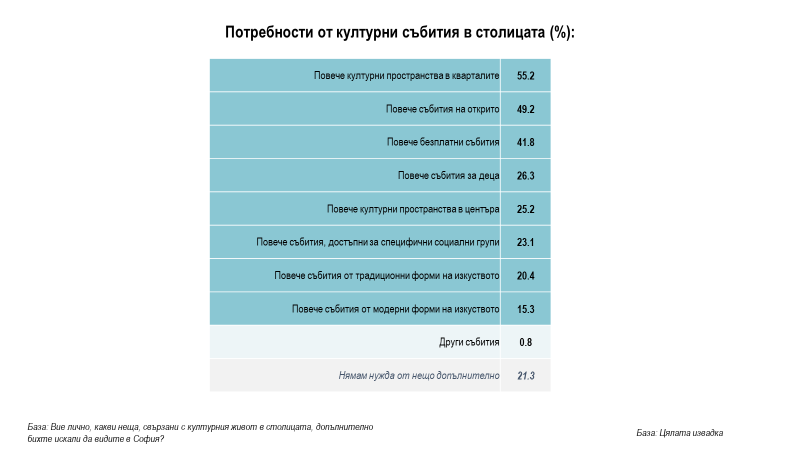 Потребности от културни събития в столицата (%):
Повече културни пространства в кварталите 55.2
Повече събития на открито 49.2
Повече безплатни събития 41.8
Повече събития за деца 26.3
Повече културни пространства в центъра 25.2
Повече събития, достъпни за специфични социални групи 23.1
Повече събития от традиционни форми на изкуството 20.4
Повече събития от модерни форми на изкуството 15.3
Други събития 0.8
Нямам нужда от нещо допълнително 21.3
База: Вие лично, какви неща, свързани с културния живот в столицата, допълнително
бихте искали да видите в София?
База: Цялата извадка